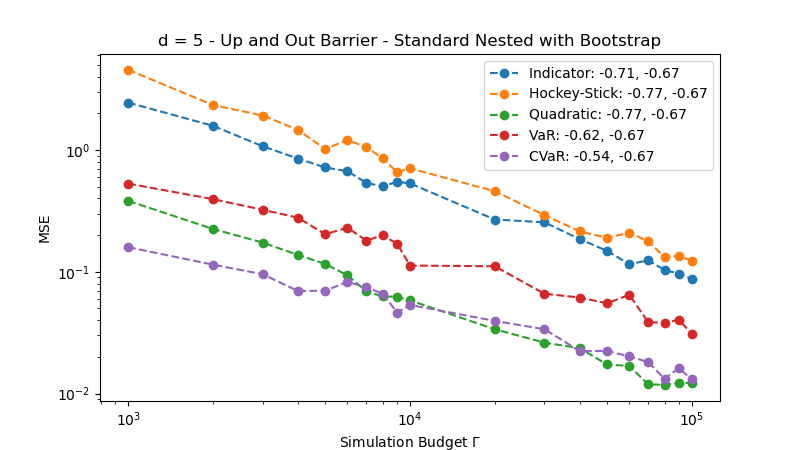 d = 5 - Up and Out Barrier - Standard Nested with Bootstrap
Indicator: -0.71, -0.67
Hockey-Stick: -0.77, -0.67
Quadratic: -0.77, -0.67
VaR: -0.62, -0.67
CVaR: -0.54, -0.67
MSE
10⁰
10⁻¹
10⁻²
10³ 10⁴ 10⁵
Simulation Budget Γ